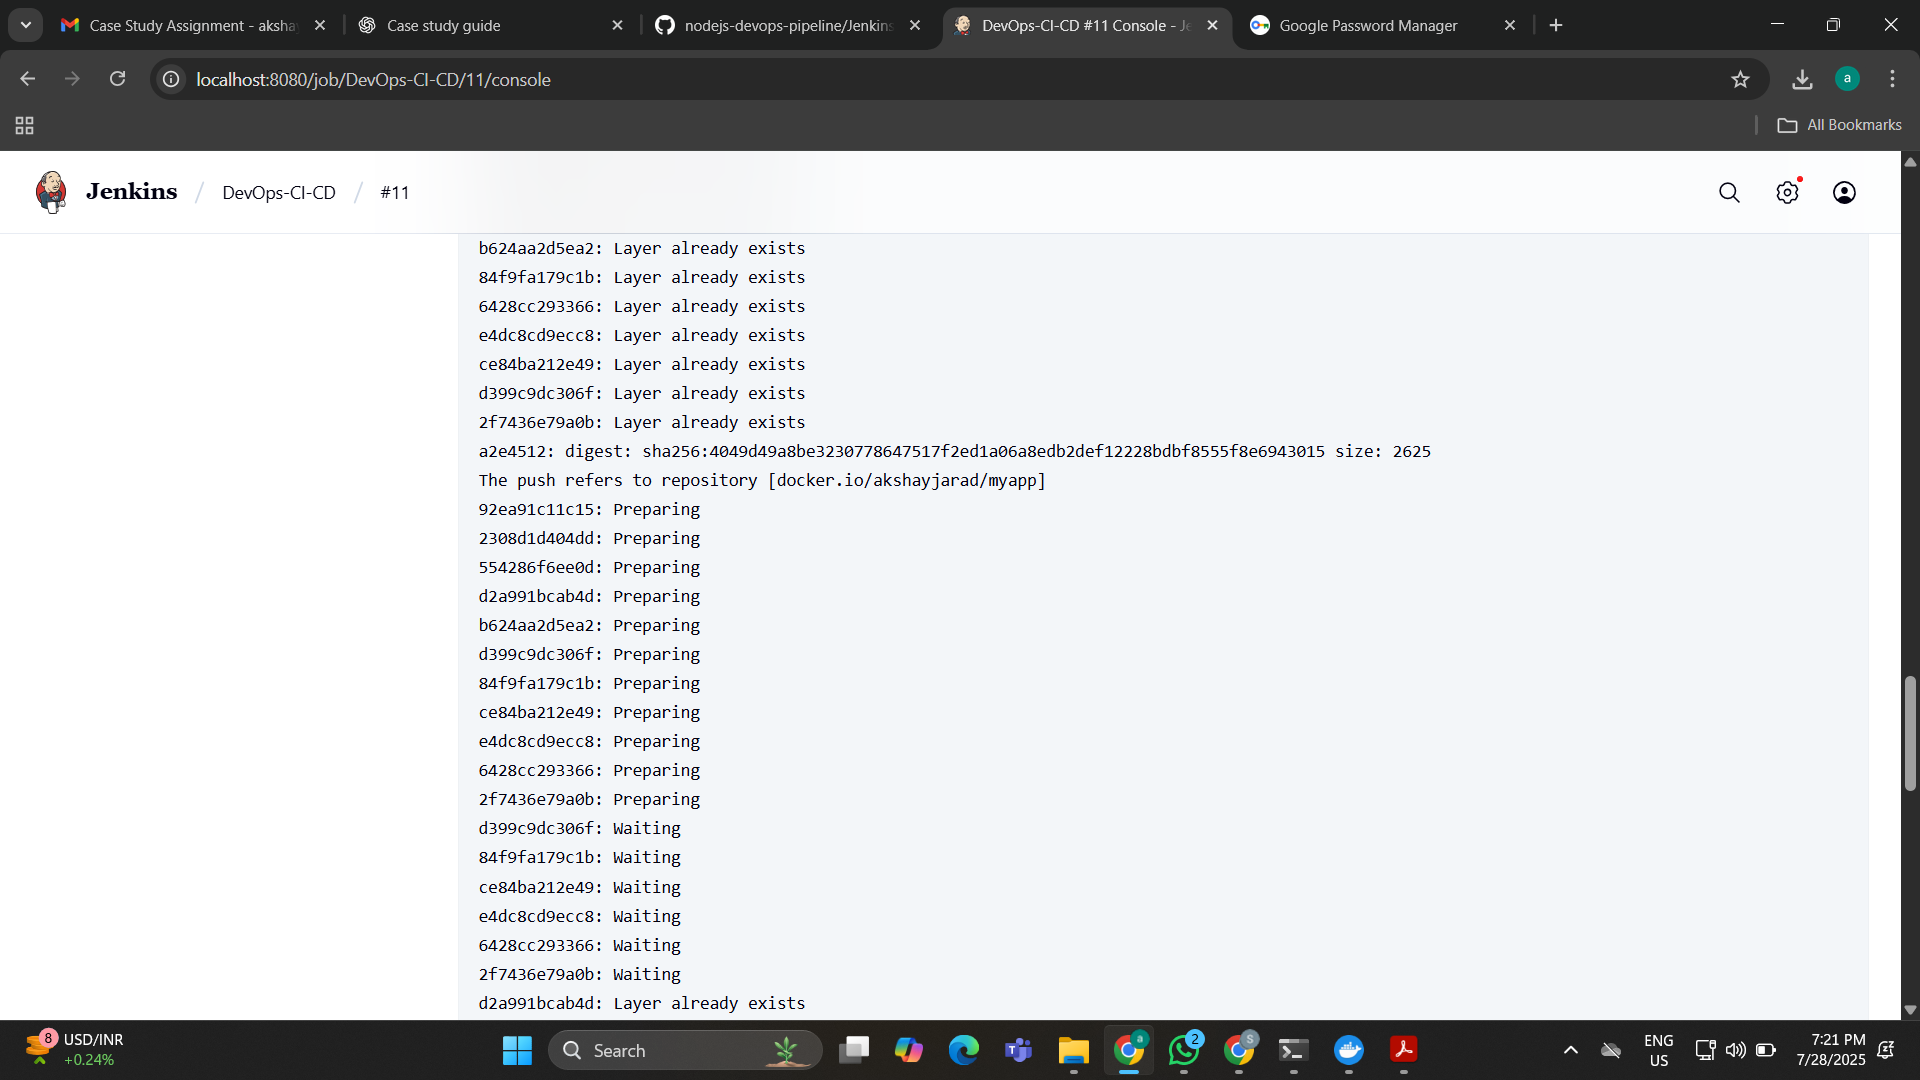 Case Study Assignment - aksha
Case study guide
nodejs-devops-pipeline/Jenkins
DevOps-CI-CD #11 Console - Je
Google Password Manager
localhost:8080/job/DevOps-CI-CD/11/console
a
All Bookmarks
Jenkins / DevOps-CI-CD / #11
b624aa2d5ea2: Layer already exists
84f9fa179c1b: Layer already exists
6428cc293366: Layer already exists
e4dc8cd9ecc8: Layer already exists
ce84ba212e49: Layer already exists
d399c9dc306f: Layer already exists
2f7436e79a0b: Layer already exists
a2e4512: digest: sha256:4049d49a8be3230778647517f2ed1a06a8edb2def12228bdbf8555f8e6943015 size: 2625
The push refers to repository [docker.io/akshayjarad/myapp]
92ea91c11c15: Preparing
2308d1d404dd: Preparing
554286f6ee0d: Preparing
d2a991bcab4d: Preparing
b624aa2d5ea2: Preparing
d399c9dc306f: Preparing
84f9fa179c1b: Preparing
ce84ba212e49: Preparing
e4dc8cd9ecc8: Preparing
6428cc293366: Preparing
2f7436e79a0b: Preparing
d399c9dc306f: Waiting
84f9fa179c1b: Waiting
ce84ba212e49: Waiting
e4dc8cd9ecc8: Waiting
6428cc293366: Waiting
2f7436e79a0b: Waiting
d2a991bcab4d: Layer already exists
8
USD/INR
+0.24%
Search
a
2
S
ENG
US
7:21 PM
7/28/2025